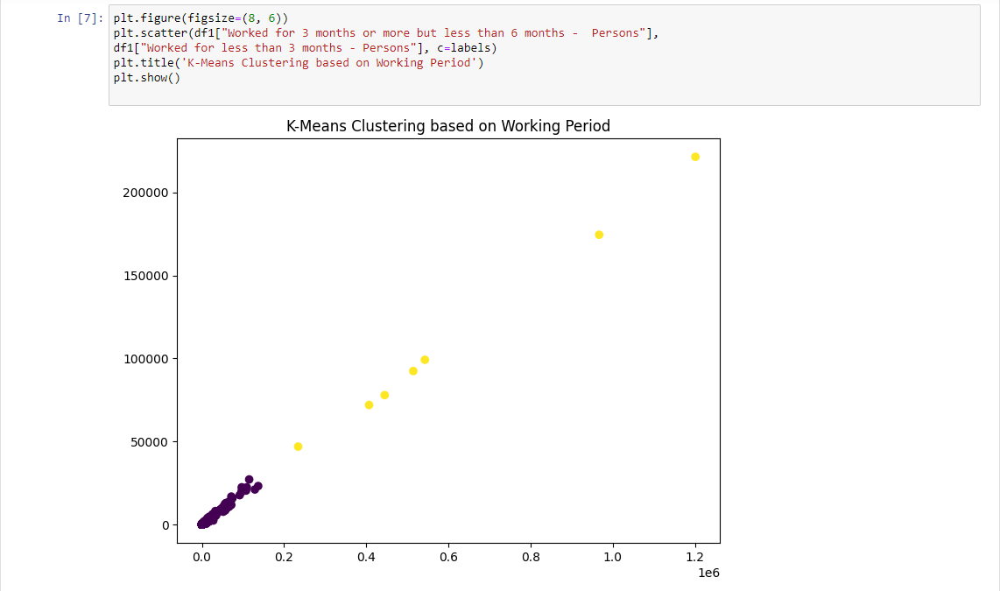 In [7]: plt.figure(figsize=(8, 6))
plt.scatter(df1["Worked for 3 months or more but less than 6 months -  Persons"],
df1["Worked for less than 3 months - Persons"], c=labels)
plt.title('K-Means Clustering based on Working Period')
plt.show()
K-Means Clustering based on Working Period
200000
150000
100000
50000
0
0.0 0.2 0.4 0.6 0.8 1.0 1.2
1e6